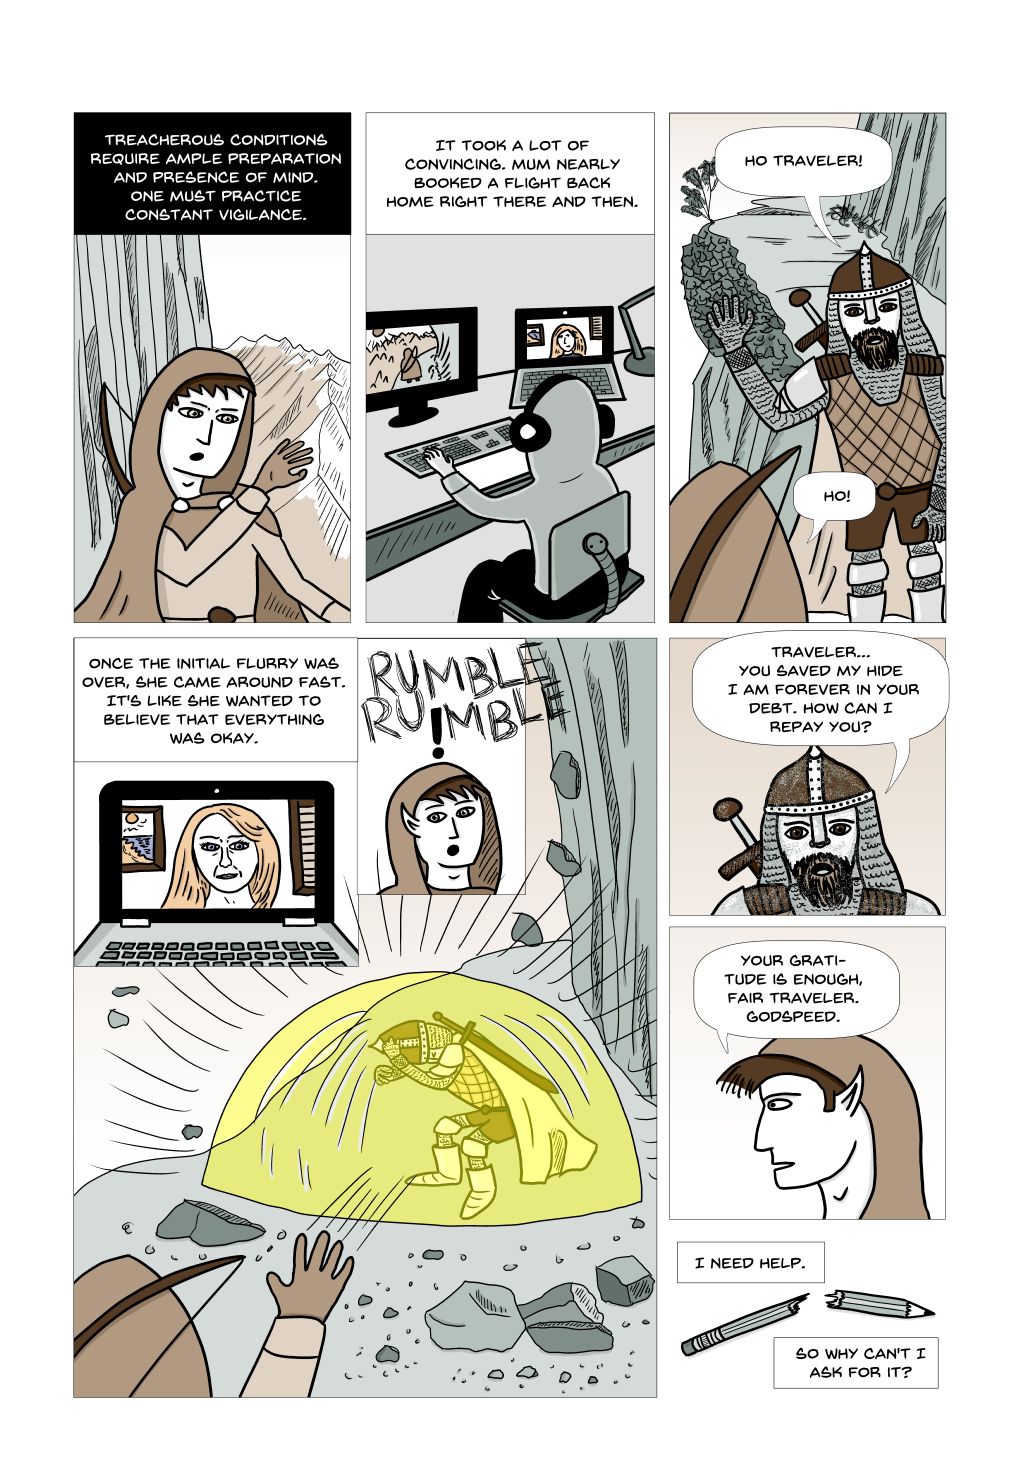 TREACHEROUS CONDITIONS
REQUIRE AMPLE PREPARATION
AND PRESENCE OF MIND.
ONE MUST PRACTICE
CONSTANT VIGILANCE.
IT TOOK A LOT OF
CONVINCING. MUM NEARLY
BOOKED A FLIGHT BACK
HOME RIGHT THERE AND THEN.
HO TRAVELER!
HO!
ONCE THE INITIAL FLURRY WAS
OVER, SHE CAME AROUND FAST.
IT'S LIKE SHE WANTED TO
BELIEVE THAT EVERYTHING
WAS OKAY.
RUMBLE
RUMBLE
!
TRAVELER...
YOU SAVED MY HIDE
I AM FOREVER IN YOUR
DEBT. HOW CAN I
REPAY YOU?
YOUR GRATI-
TUDE IS ENOUGH,
FAIR TRAVELER.
GODSPEED.
I NEED HELP.
SO WHY CAN'T I
ASK FOR IT?